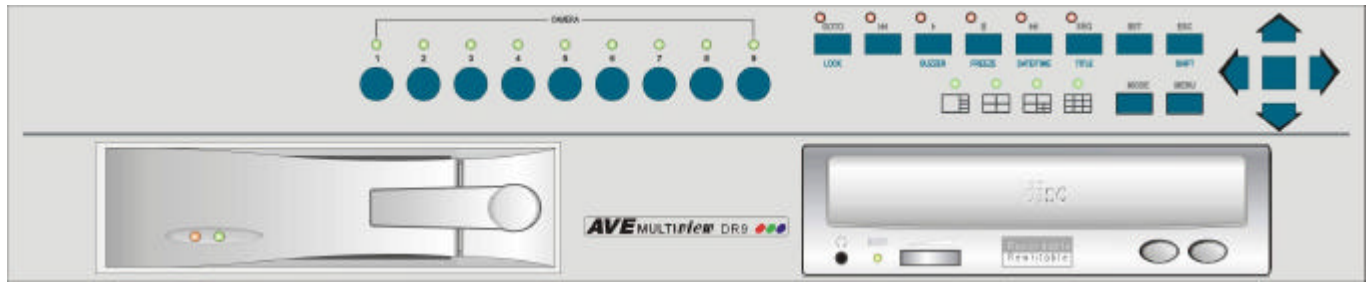 CAMERA
1 2 3 4 5 6 7 8 9
GOTO SET ESC
LOCK BUZZER FREEZE DATE/TIME TITLE SHIFT
MODE MENU
AVE MULTIview DR9
Recordable
Rewritable